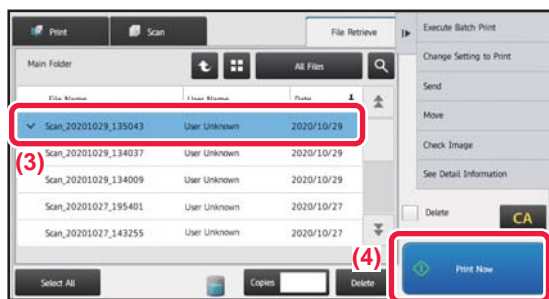 Print
Scan
File Retrieve
Main Folder
All Files
File Name User Name Date
Scan_20201029_135043 User Unknown 2020/10/29
(3)
Scan_20201029_134037 User Unknown 2020/10/29
Scan_20201029_134009 User Unknown 2020/10/29
Scan_20201027_195401 User Unknown 2020/10/27
Scan_20201027_143255 User Unknown 2020/10/27
(4)
Select All
Copies
Delete
Execute Batch Print
Change Setting to Print
Send
Move
Check Image
See Detail Information
Delete
CA
Print Now